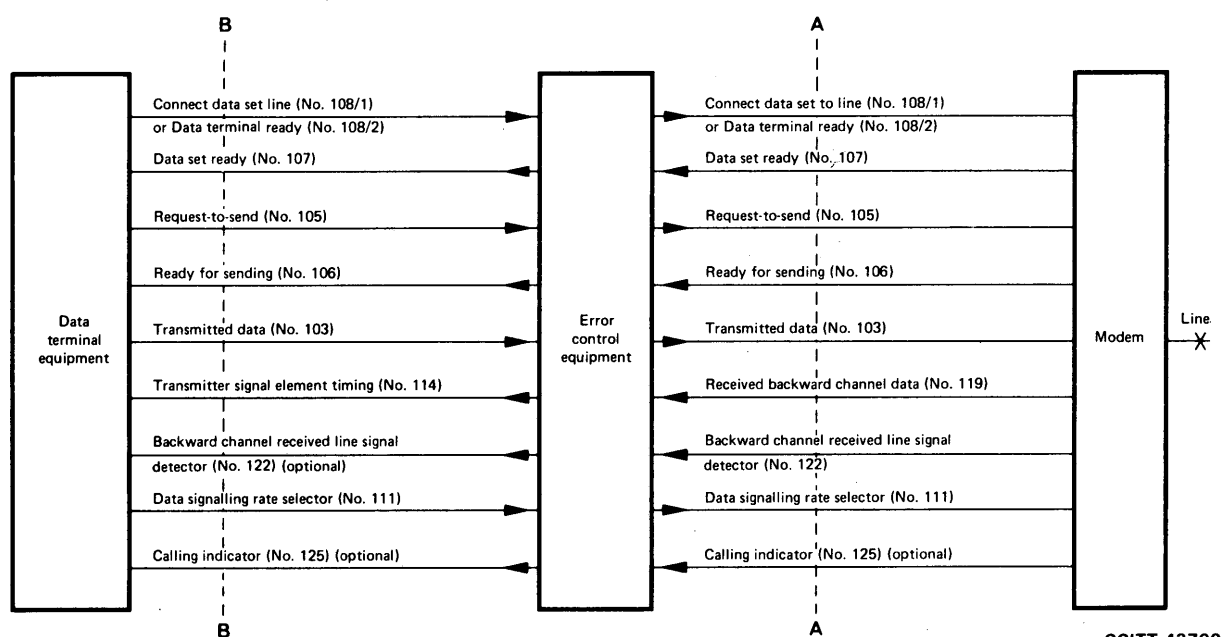 B
A
Connect data set line (No. 108/1)
or Data terminal ready (No. 108/2)
Data set ready (No. 107)
Request-to-send (No. 105)
Ready for sending (No. 106)
Transmitted data (No. 103)
Transmitter signal element timing (No. 114)
Backward channel received line signal
detector (No. 122) (optional)
Data signalling rate selector (No. 111)
Calling indicator (No. 125) (optional)
Connect data set to line (No. 108/1)
or Data terminal ready (No. 108/2)
Data set ready (No. 107)
Request-to-send (No. 105)
Ready for sending (No. 106)
Transmitted data (No. 103)
Received backward channel data (No. 119)
Backward channel received line signal
detector (No. 122)
Data signalling rate selector (No. 111)
Calling indicator (No. 125) (optional)
Data
terminal
equipment
Error
control
equipment
Modem
Line
B
A